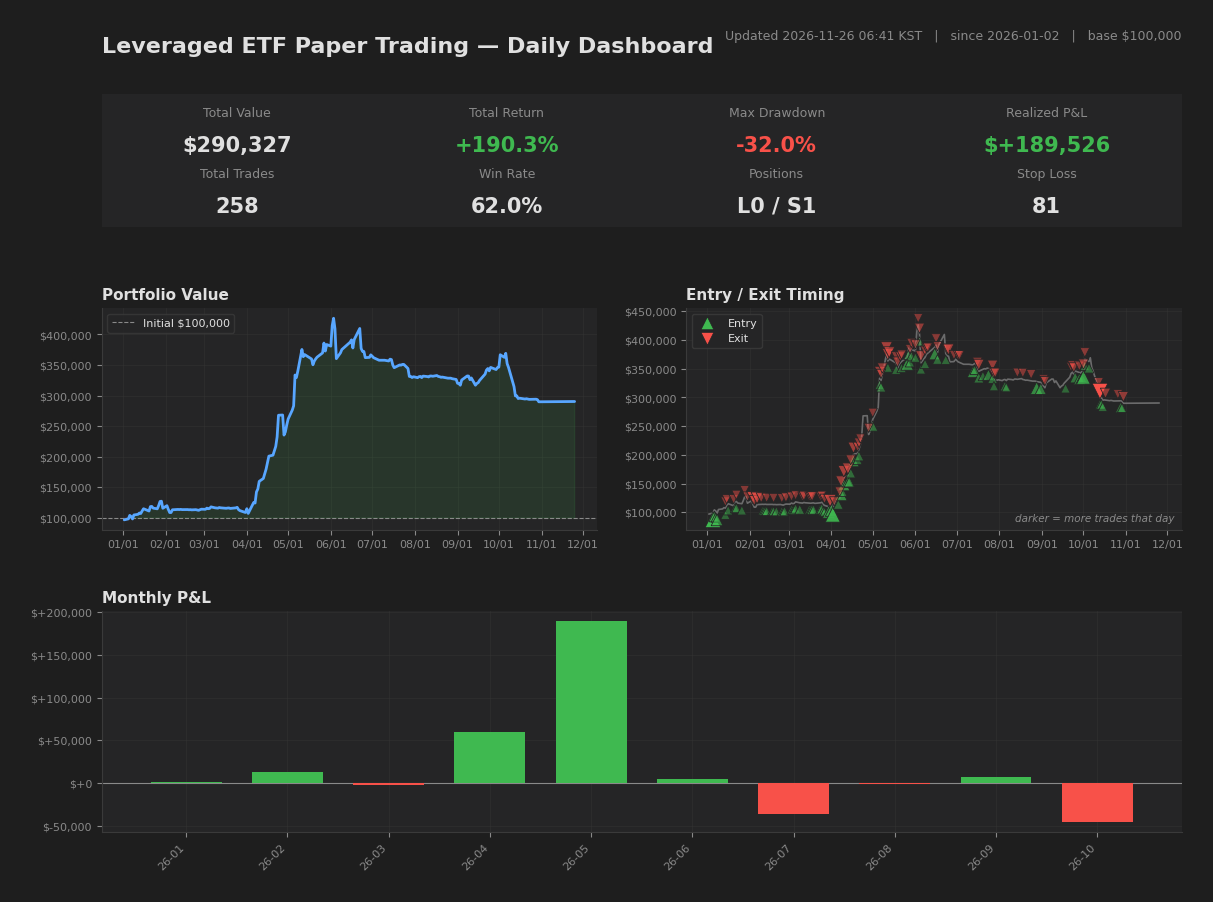 Leveraged ETF Paper Trading — Daily Dashboard
Updated 2026-11-26 06:41 KST | since 2026-01-02 | base $100,000
Total Value
Total Return
Max Drawdown
Realized P&L
$290,327
+190.3%
-32.0%
$+189,526
Total Trades
Win Rate
Positions
Stop Loss
258
62.0%
L0 / S1
81
Portfolio Value
Initial $100,000
$400,000
$350,000
$300,000
$250,000
$200,000
$150,000
$100,000
01/01 02/01 03/01 04/01 05/01 06/01 07/01 08/01 09/01 10/01 11/01 12/01
Entry / Exit Timing
Entry
Exit
$450,000
$400,000
$350,000
$300,000
$250,000
$200,000
$150,000
$100,000
darker = more trades that day
01/01 02/01 03/01 04/01 05/01 06/01 07/01 08/01 09/01 10/01 11/01 12/01
Monthly P&L
$+200,000
$+150,000
$+100,000
$+50,000
$+0
$-50,000
26-01 26-02 26-03 26-04 26-05 26-06 26-07 26-08 26-09 26-10